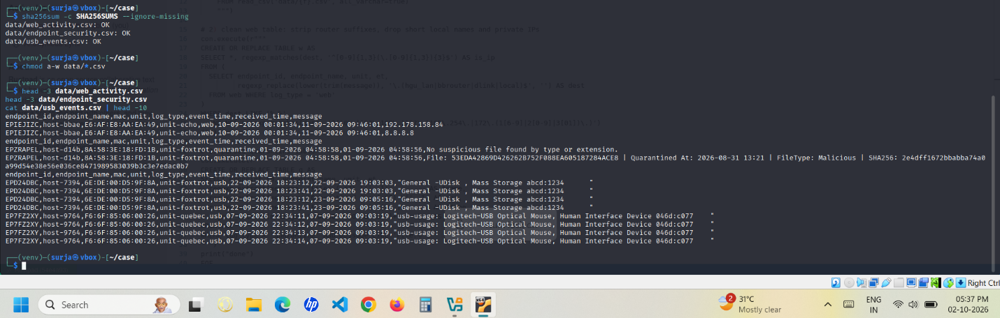 ┌──(venv)─(surja㉿vbox)-[~/case]
└─$ sha256sum -c SHA256SUMS --ignore-missing
data/web_activity.csv: OK
data/endpoint_security.csv: OK
data/usb_events.csv: OK
┌──(venv)─(surja㉿vbox)-[~/case]
└─$ chmod a-w data/*.csv
┌──(venv)─(surja㉿vbox)-[~/case]
└─$ head -3 data/web_activity.csv
head -3 data/endpoint_security.csv
cat data/usb_events.csv | head -10
endpoint_id,endpoint_name,mac,unit,log_type,event_time,received_time,message
EPIEJIZC,host-bbae,E6:AF:E8:AA:EA:49,unit-echo,web,10-09-2026 00:01:34,11-09-2026 09:46:01,192.178.158.84
EPIEJIZC,host-bbae,E6:AF:E8:AA:EA:49,unit-echo,web,10-09-2026 00:01:34,11-09-2026 09:46:01,8.8.8.8
endpoint_id,endpoint_name,mac,unit,log_type,event_time,received_time,message
EPZRAPEL,host-d14b,8A:58:3E:18:FD:1B,unit-foxtrot,quarantine,01-09-2026 04:58:58,01-09-2026 04:58:56,No suspicious file found by type or extension.
EPZRAPEL,host-d14b,8A:58:3E:18:FD:1B,unit-foxtrot,quarantine,01-09-2026 04:58:58,01-09-2026 04:58:56,File: 53EDA42869D426262B752F088EA605187284ACE8 | Quarantined At: 2026-08-31 13:21 | FileType: Malicious | SHA256: 2e4dff1672bbabba74a0
a99d54e38e56e036ce8471989583039b3c3e7edac0b7
endpoint_id,endpoint_name,mac,unit,log_type,event_time,received_time,message
EPD24DBC,host-7394,6E:DE:00:D5:9F:8A,unit-foxtrot,usb,22-09-2026 18:23:12,22-09-2026 19:03:03,"General -UDisk , Mass Storage abcd:1234 "
EPD24DBC,host-7394,6E:DE:00:D5:9F:8A,unit-foxtrot,usb,22-09-2026 18:23:41,22-09-2026 19:03:03,"General -UDisk , Mass Storage abcd:1234 "
EPD24DBC,host-7394,6E:DE:00:D5:9F:8A,unit-foxtrot,usb,22-09-2026 18:23:12,23-09-2026 09:05:16,"General -UDisk , Mass Storage abcd:1234 "
EPD24DBC,host-7394,6E:DE:00:D5:9F:8A,unit-foxtrot,usb,22-09-2026 18:23:41,23-09-2026 09:05:16,"General -UDisk , Mass Storage abcd:1234 "
EP7FZ2XY,host-9764,F6:6F:85:06:00:26,unit-quebec,usb,07-09-2026 22:34:11,07-09-2026 09:03:19,"usb-usage: Logitech-USB Optical Mouse, Human Interface Device 046d:c077 "
EP7FZ2XY,host-9764,F6:6F:85:06:00:26,unit-quebec,usb,07-09-2026 22:34:12,07-09-2026 09:03:19,"usb-usage: Logitech-USB Optical Mouse, Human Interface Device 046d:c077 "
EP7FZ2XY,host-9764,F6:6F:85:06:00:26,unit-quebec,usb,07-09-2026 22:34:13,07-09-2026 09:03:19,"usb-usage: Logitech-USB Optical Mouse, Human Interface Device 046d:c077 "
EP7FZ2XY,host-9764,F6:6F:85:06:00:26,unit-quebec,usb,07-09-2026 22:34:14,07-09-2026 09:03:19,"usb-usage: Logitech-USB Optical Mouse, Human Interface Device 046d:c077 "
print("done")
┌──(venv)─(surja㉿vbox)-[~/case]
└─$
Right Ctrl
Search
2
31°C
Mostly clear
ENG
IN
05:37 PM
02-10-2026